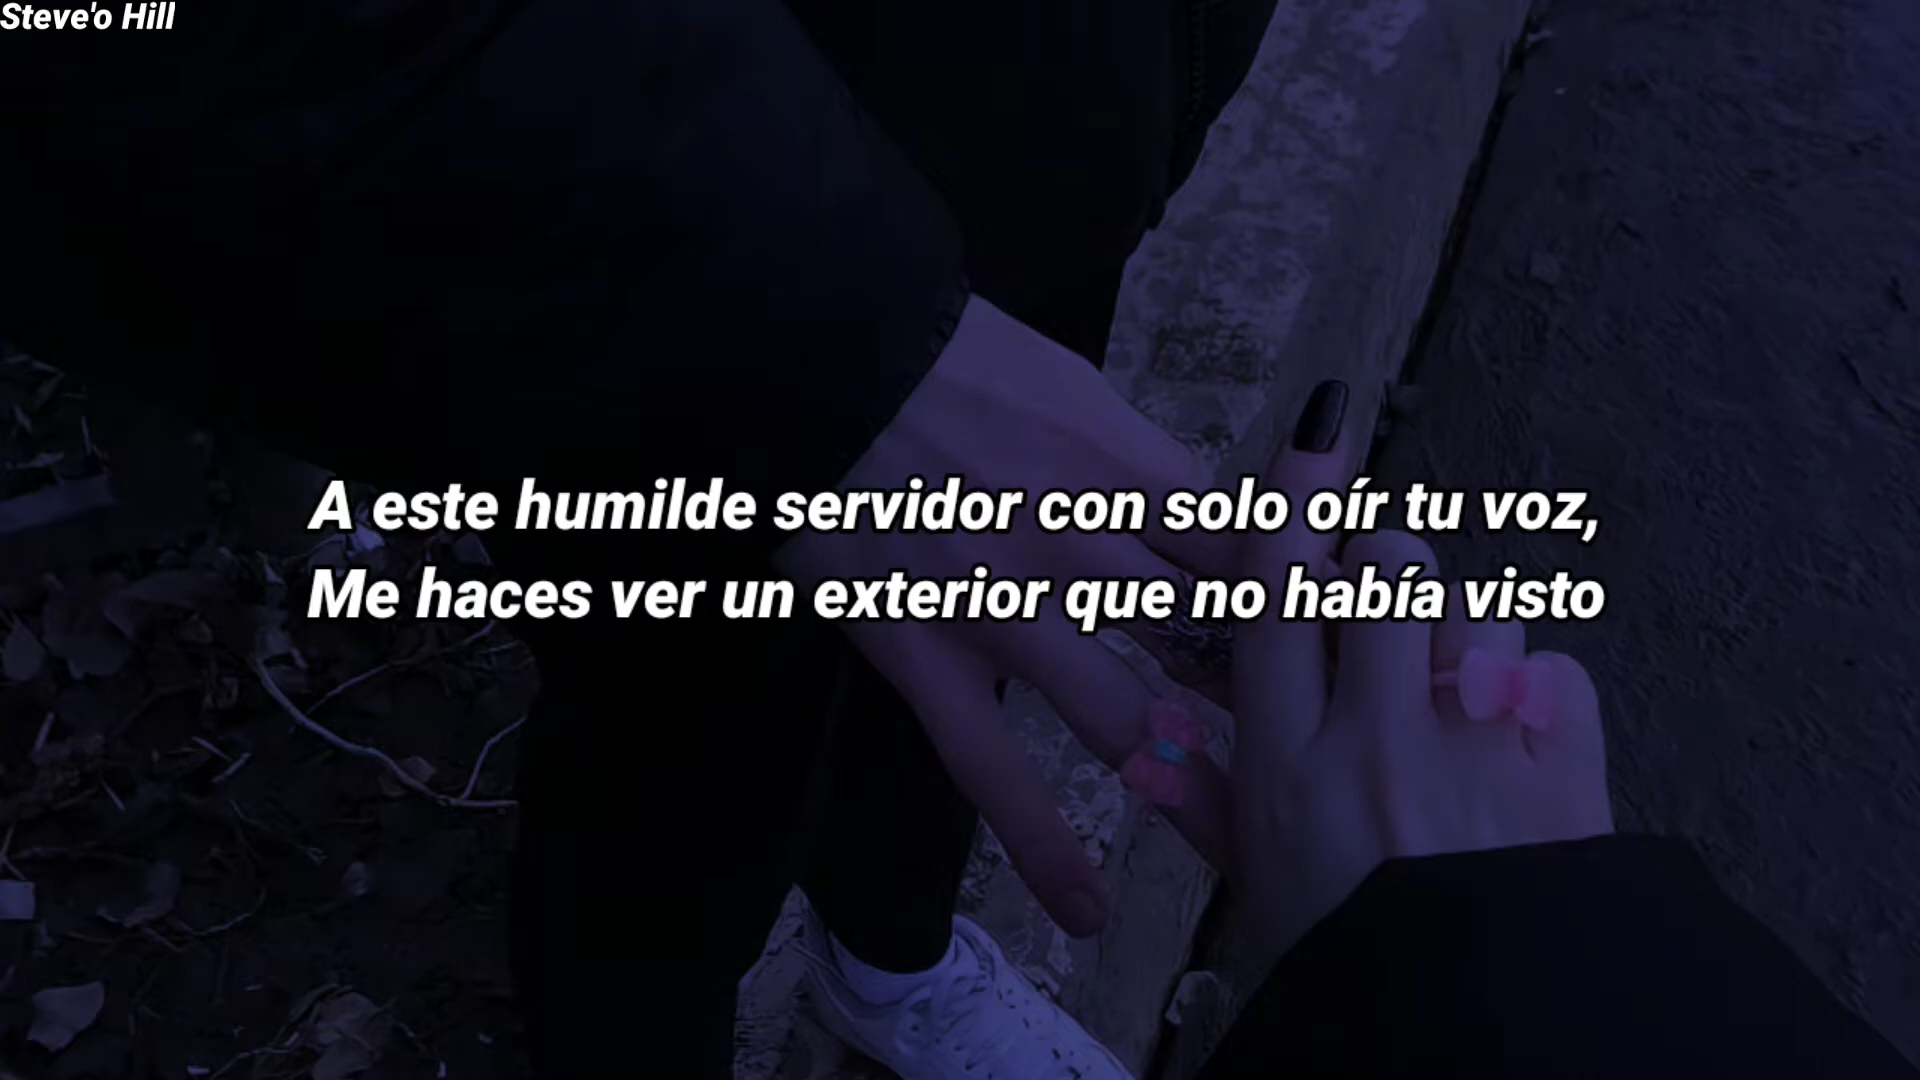 Steve'o Hill
A este humilde servidor con solo oír tu voz,
Me haces ver un exterior que no había visto